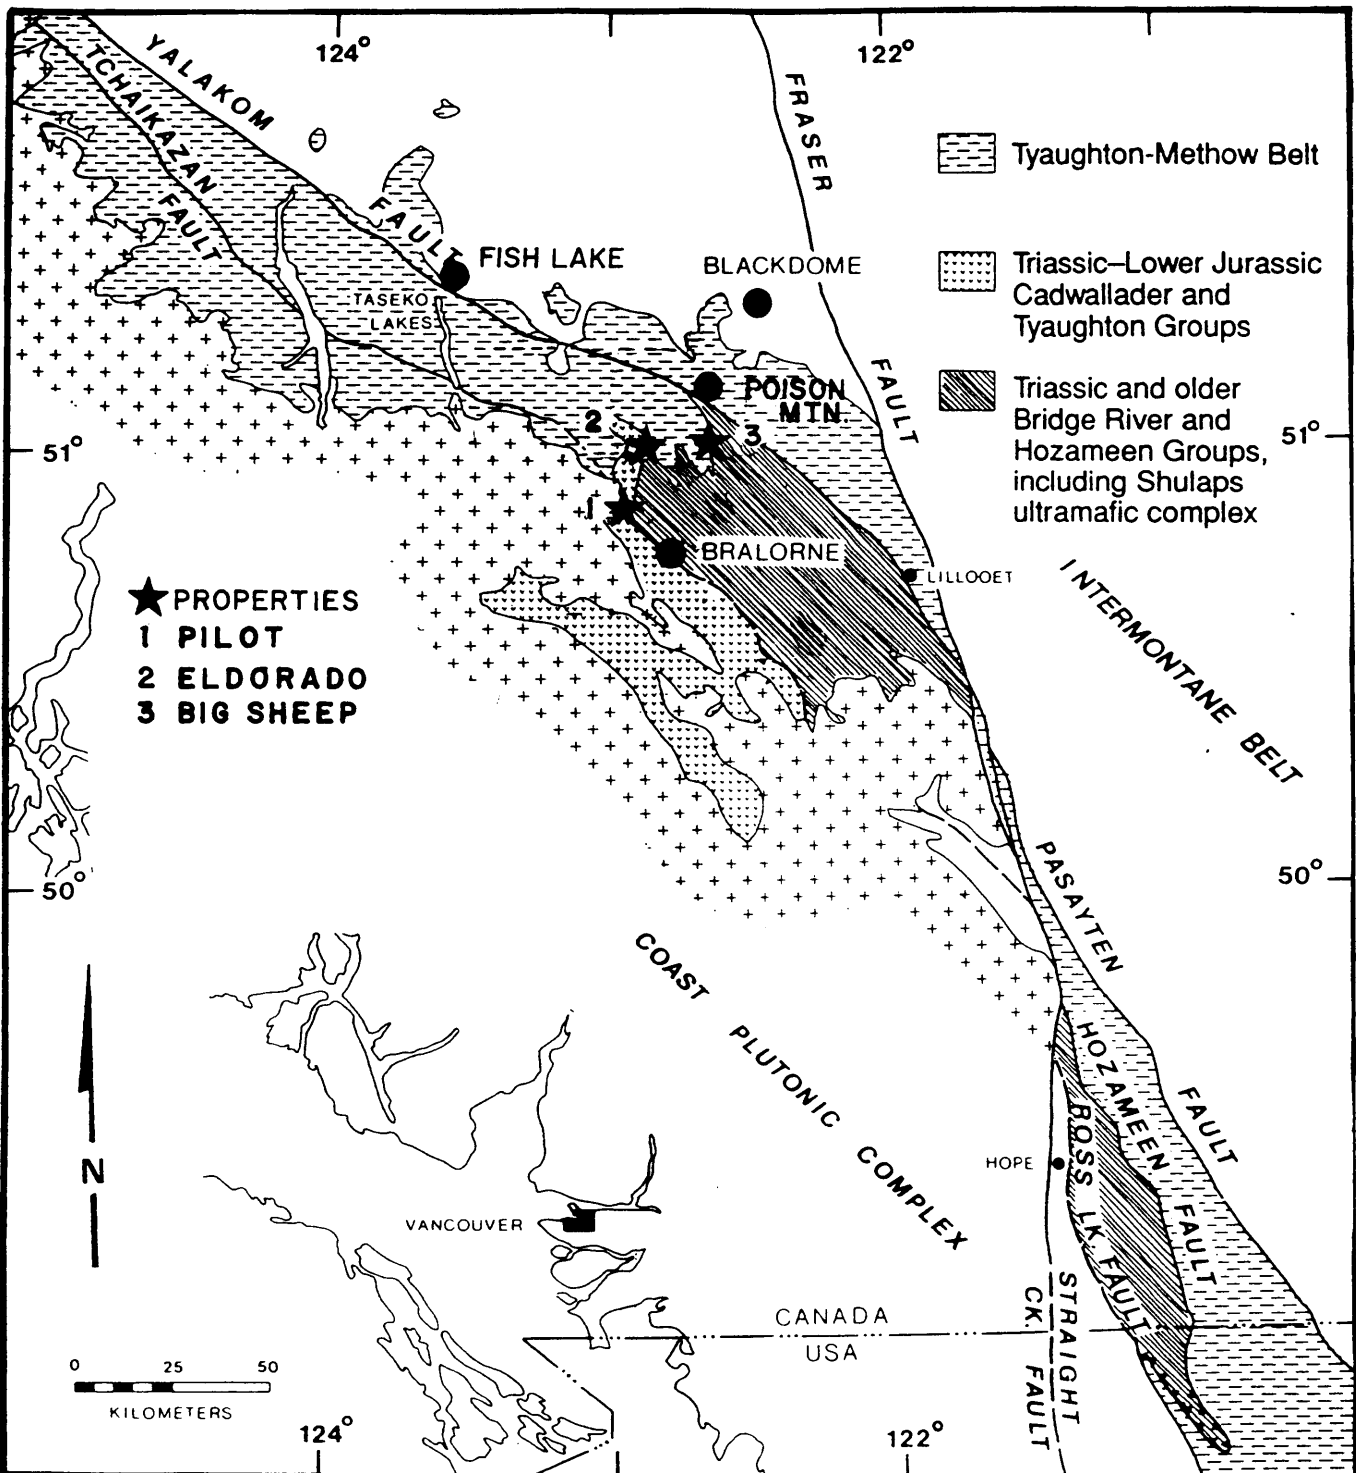 124°
122°
YALAKOM
FAULT
TCHAIKAZAN
FAULT
FRASER
FAULT
Tyaughton-Methow Belt
Triassic–Lower Jurassic
Cadwallader and
Tyaughton Groups
Triassic and older
Bridge River and
Hozameen Groups,
including Shulaps
ultramafic complex
FISH LAKE
BLACKDOME
TASEKO
LAKES
POISON
MTN.
2
3
1
51°
51°
BRALORNE
LILLOOET
INTERMONTANE BELT
PROPERTIES
1 PILOT
2 ELDORADO
3 BIG SHEEP
50°
50°
PASAYTEN
FAULT
COAST PLUTONIC COMPLEX
HOZAMEEN
FAULT
ROSS LK. FAULT
HOPE
N
VANCOUVER
STRAIGHT
CK. FAULT
CANADA
USA
0 25 50
KILOMETERS
124°
122°